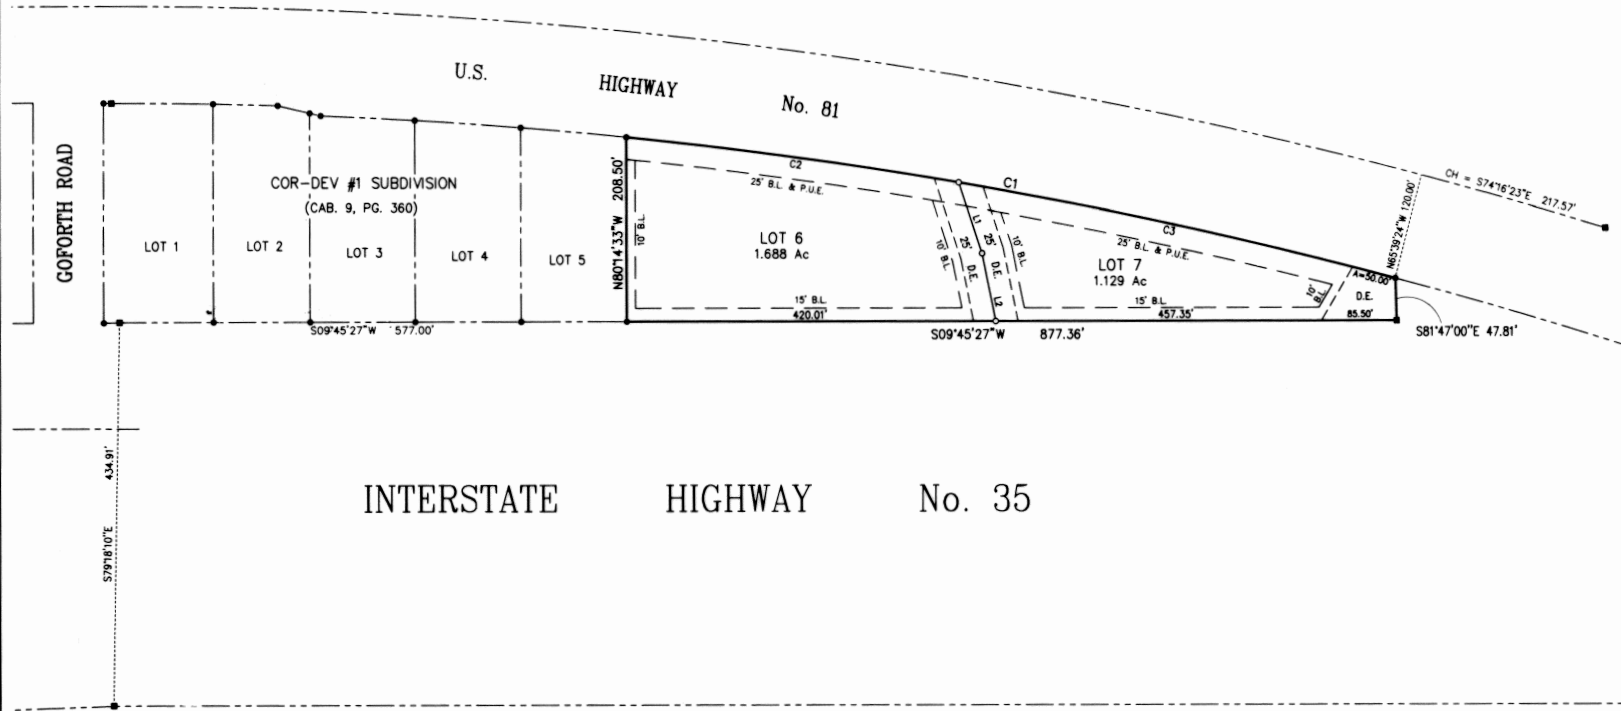 U.S. HIGHWAY No. 81
GOFORTH ROAD
COR-DEV #1 SUBDIVISION
(CAB. 9, PG. 360)
LOT 1
LOT 2
LOT 3
LOT 4
LOT 5
S09°45'27"W 577.00'
N80°14'33"W 208.50'
10' B.L.
C2
25' B.L. & P.U.E.
LOT 6
1.688 Ac
15' B.L.
420.01'
10' B.L.
25' D.E.
L1
25' D.E.
L2
10' B.L.
C1
C3
25' B.L. & P.U.E.
LOT 7
1.129 Ac
15' B.L.
457.35'
10' B.L.
A=50.00'
D.E.
85.50'
S09°45'27"W 877.36'
N65°39'24"W 120.00'
CH = S74°16'23"E 217.57'
S81°47'00"E 47.81'
S79°18'10"E 434.91'
INTERSTATE HIGHWAY No. 35